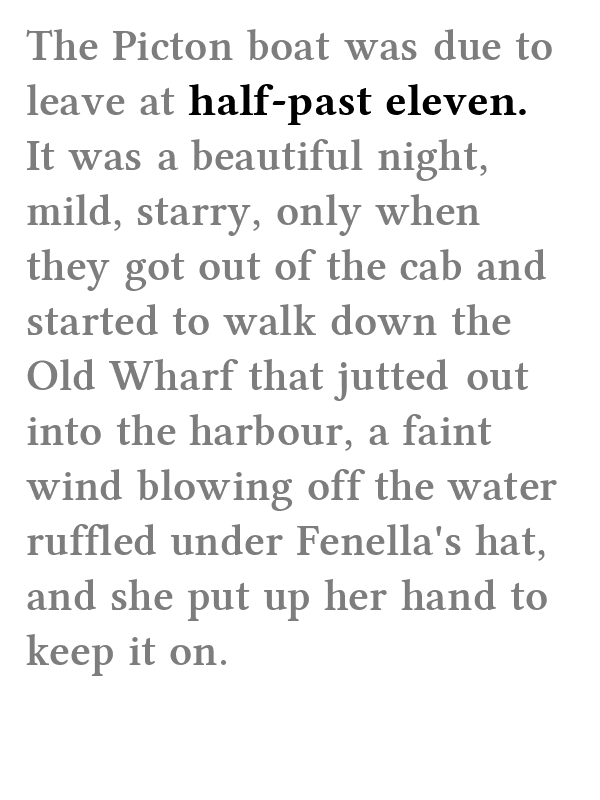 The Picton boat was due to
leave at half-past eleven.
It was a beautiful night,
mild, starry, only when
they got out of the cab and
started to walk down the
Old Wharf that jutted out
into the harbour, a faint
wind blowing off the water
ruffled under Fenella's hat,
and she put up her hand to
keep it on.